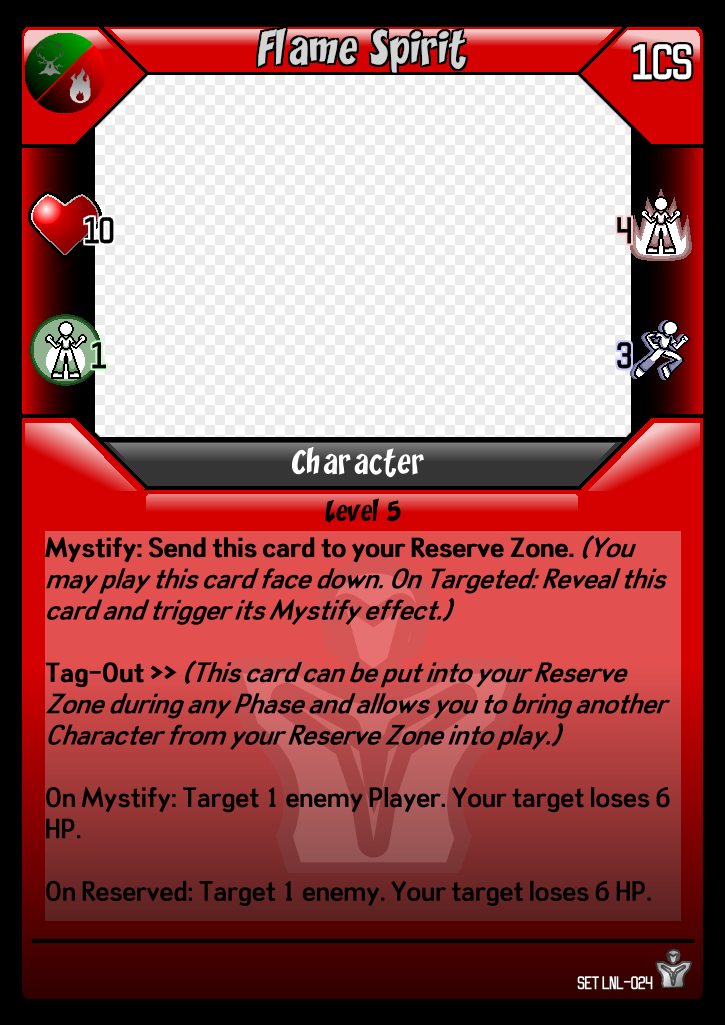 Flame Spirit
1CS
10
4
1
3
Character
Level 5
Mystify: Send this card to your Reserve Zone. (You
may play this card face down. On Targeted: Reveal this
card and trigger its Mystify effect.)
Tag-Out >> (This card can be put into your Reserve
Zone during any Phase and allows you to bring another
Character from your Reserve Zone into play.)
On Mystify: Target 1 enemy Player. Your target loses 6
HP.
On Reserved: Target 1 enemy. Your target loses 6 HP.
SET LNL-024